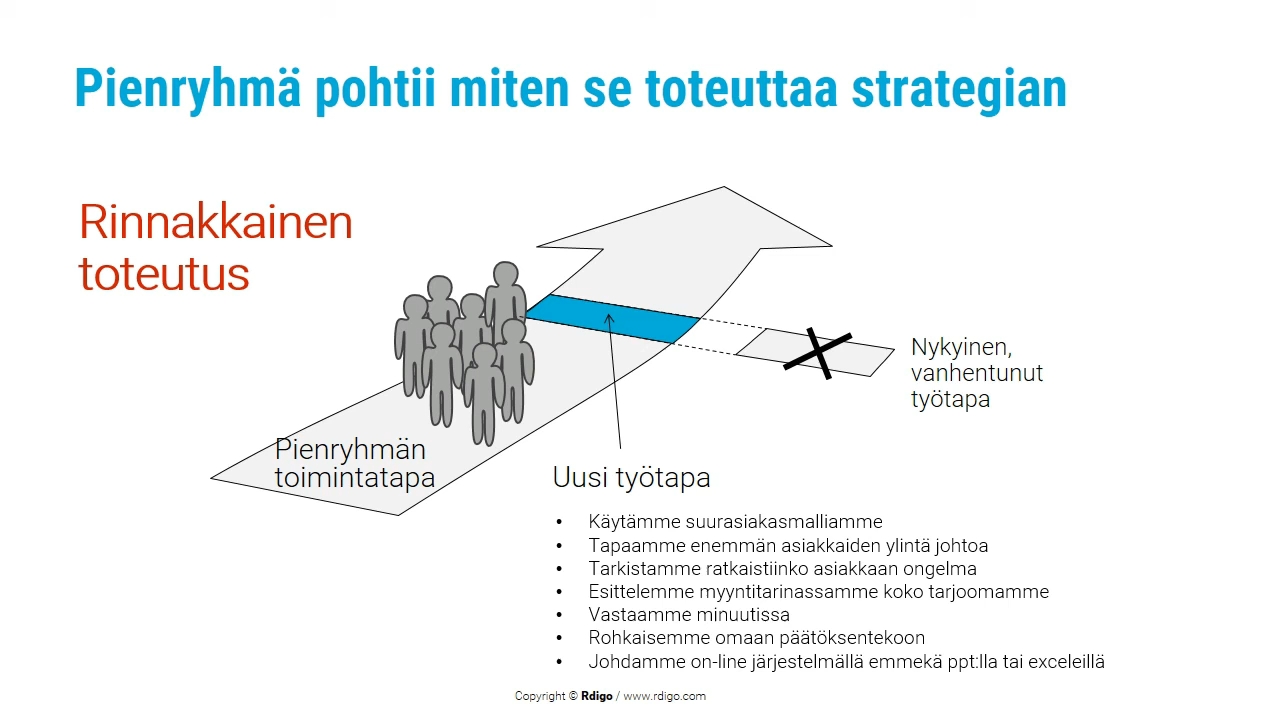 Pienryhmä pohtii miten se toteuttaa strategian
Rinnakkainen
toteutus
Nykyinen,
vanhentunut
työtapa
Pienryhmän
toimintatapa
Uusi työtapa
• Käytämme suurasiakasmalliamme
• Tapaamme enemmän asiakkaiden ylintä johtoa
• Tarkistamme ratkaistiinko asiakkaan ongelma
• Esittelemme myyntitarinassamme koko tarjoomamme
• Vastaamme minuutissa
• Rohkaisemme omaan päätöksentekoon
• Johdamme on-line järjestelmällä emmekä ppt:lla tai exceleillä
Copyright © Rdigo / www.rdigo.com